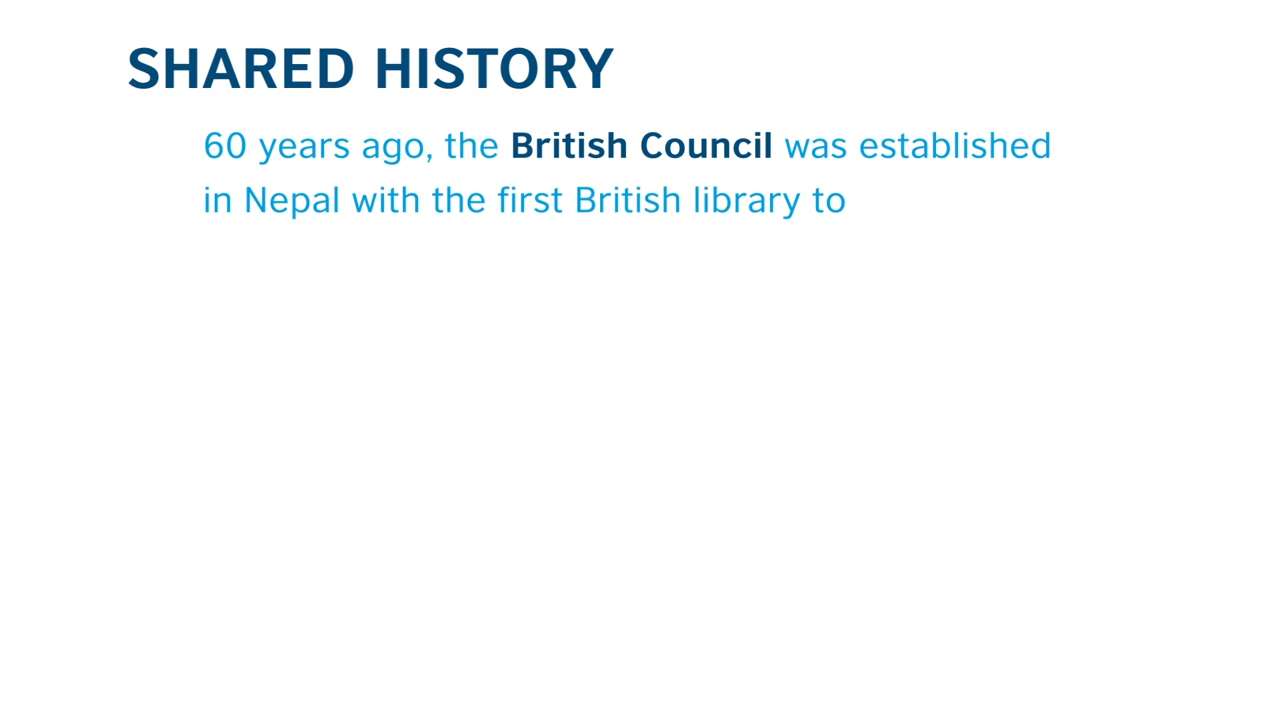 SHARED HISTORY
60 years ago, the British Council was established
in Nepal with the first British library to